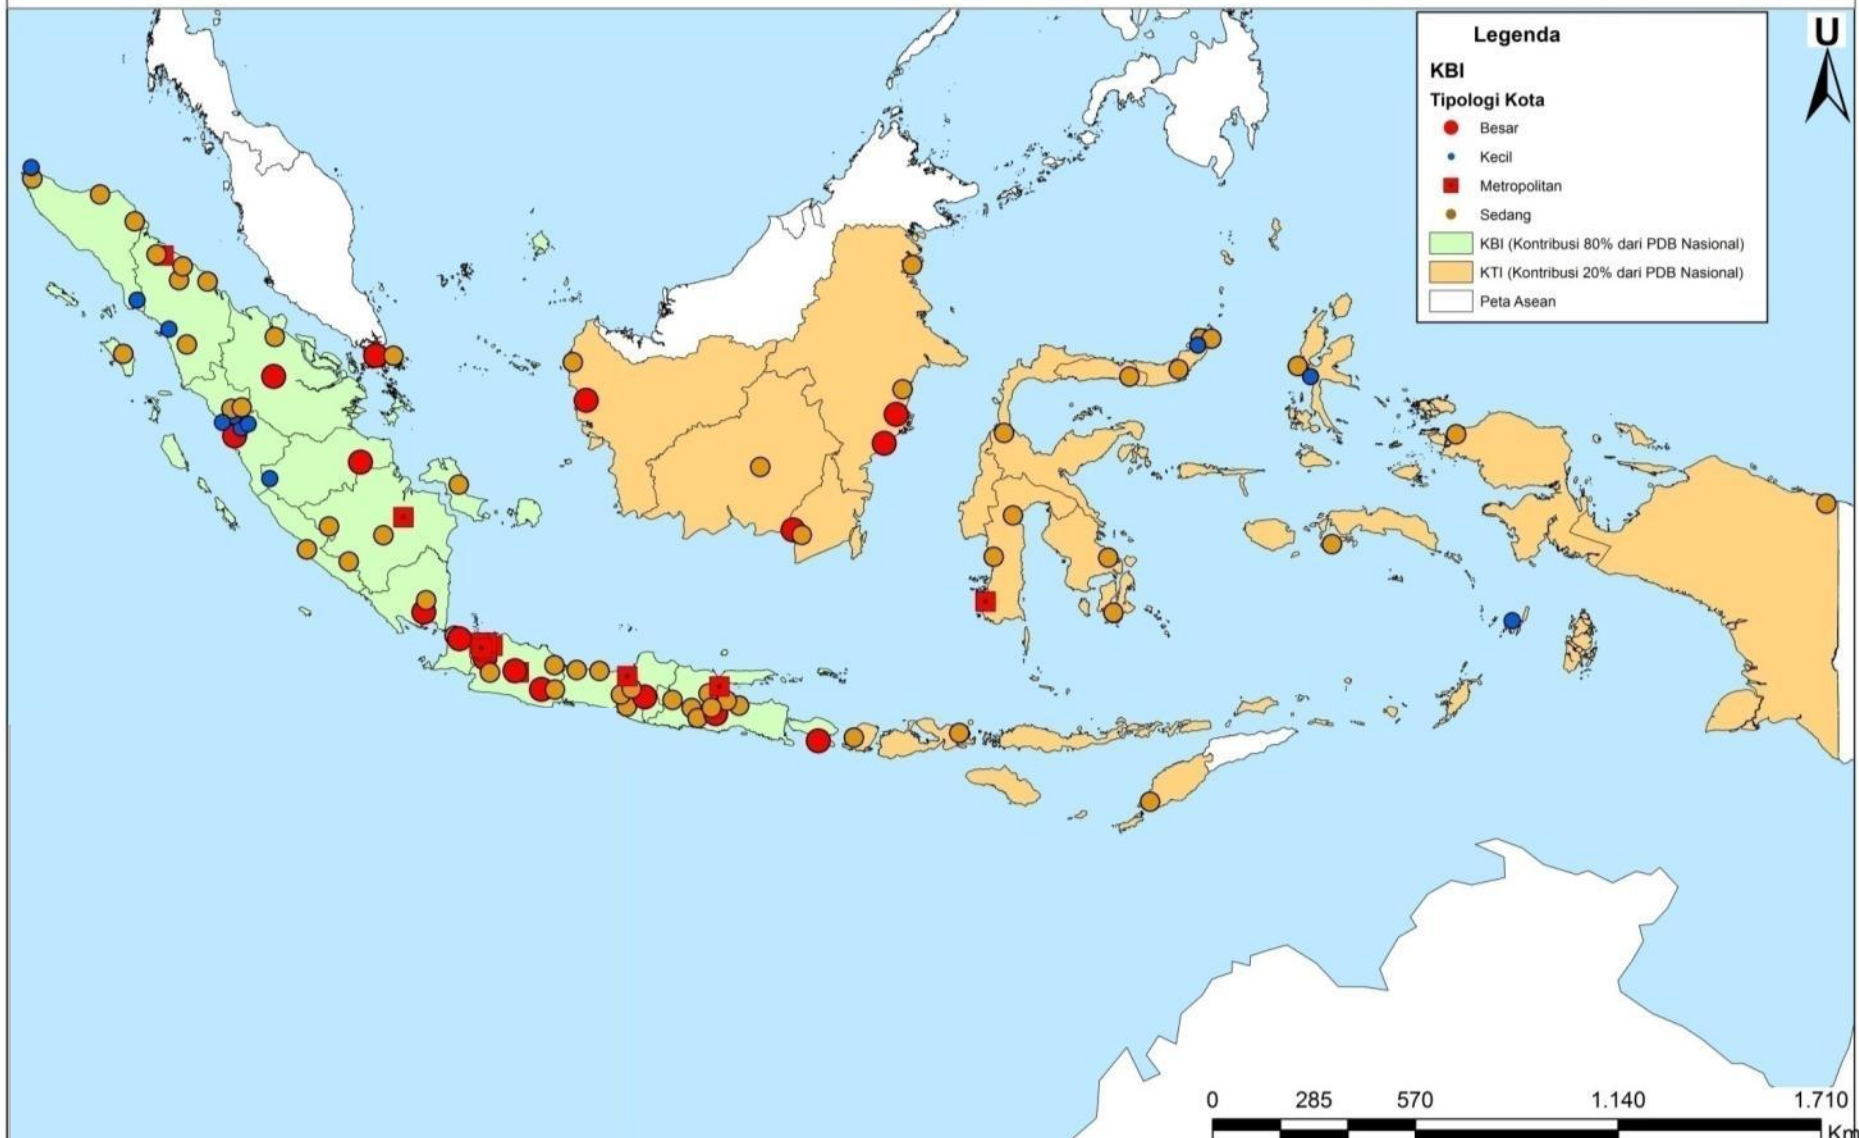 Legenda
U
KBI
Tipologi Kota
Besar
Kecil
Metropolitan
Sedang
KBI (Kontribusi 80% dari PDB Nasional)
KTI (Kontribusi 20% dari PDB Nasional)
Peta Asean
0 285 570 1.140 1.710
Km